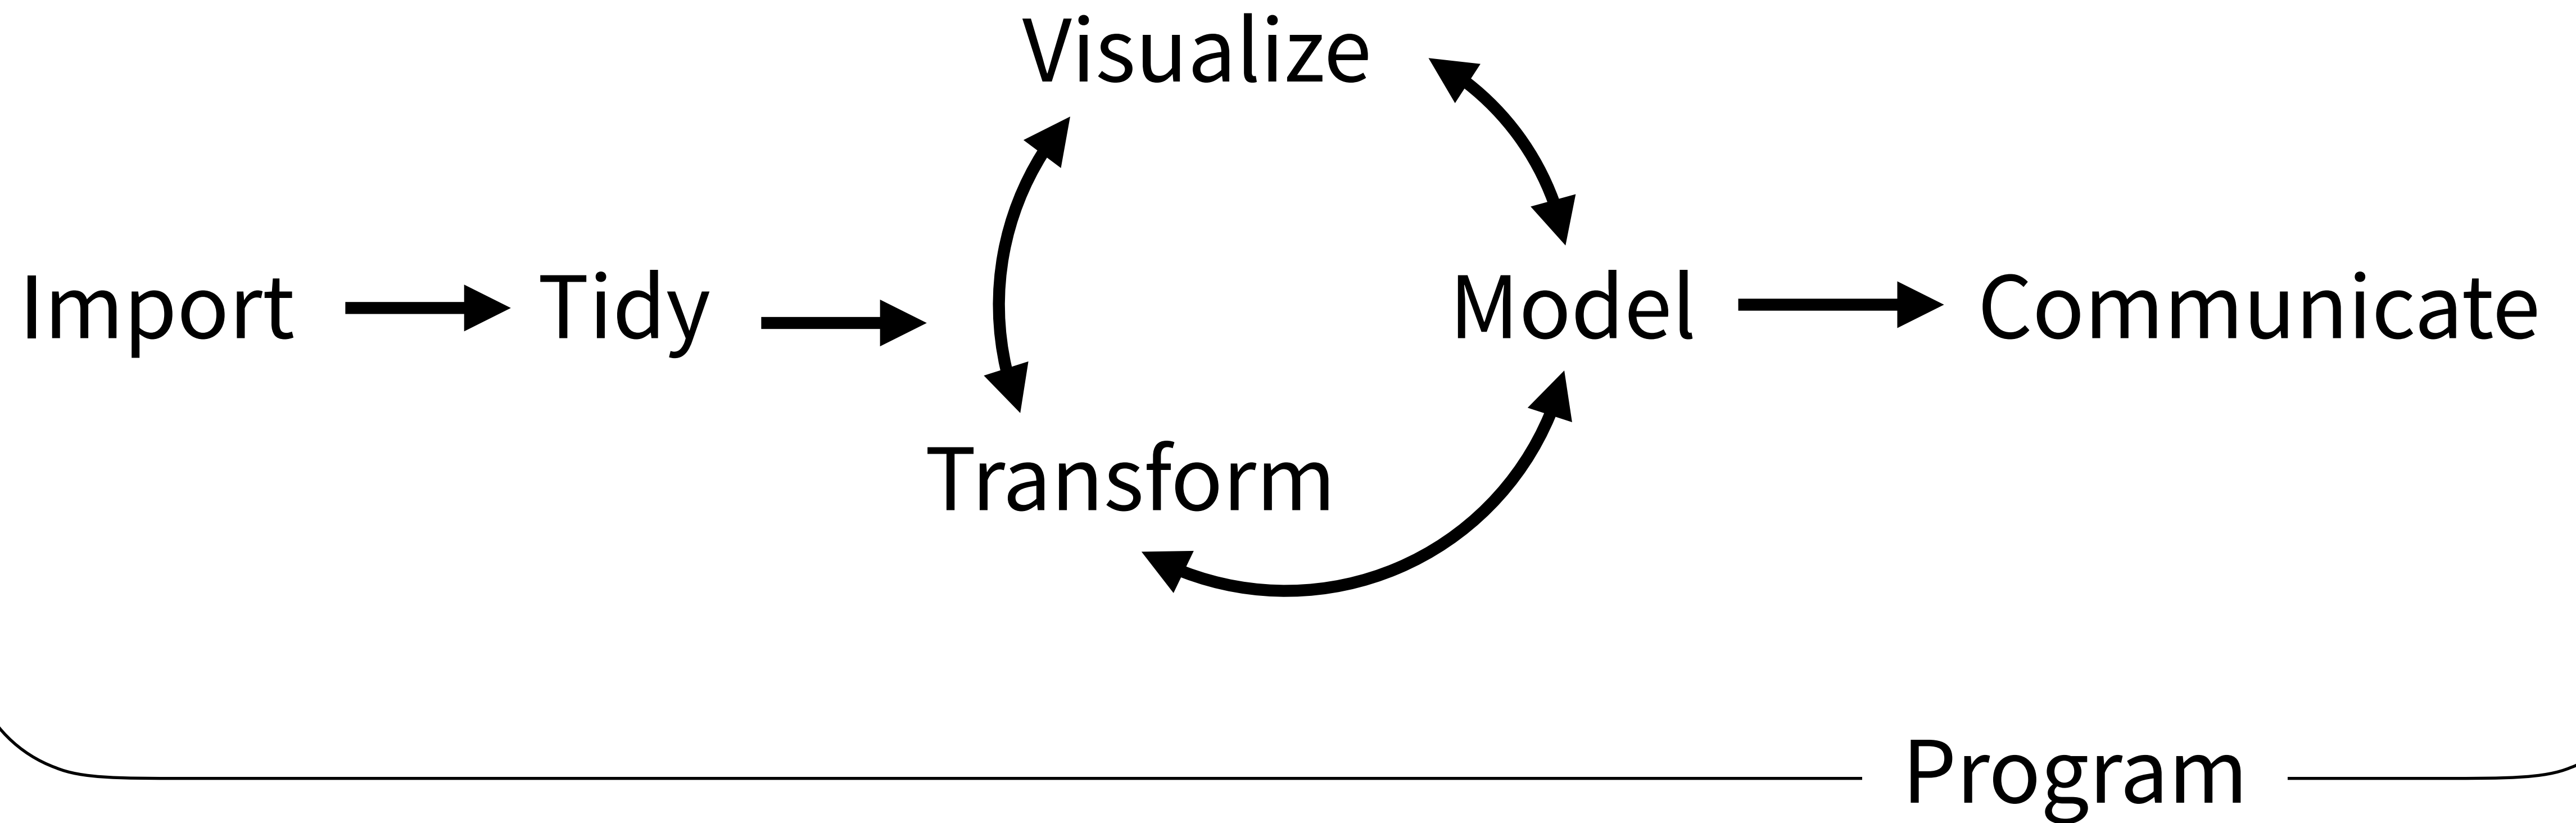 Visualize
Import Tidy Model Communicate
Transform
Program